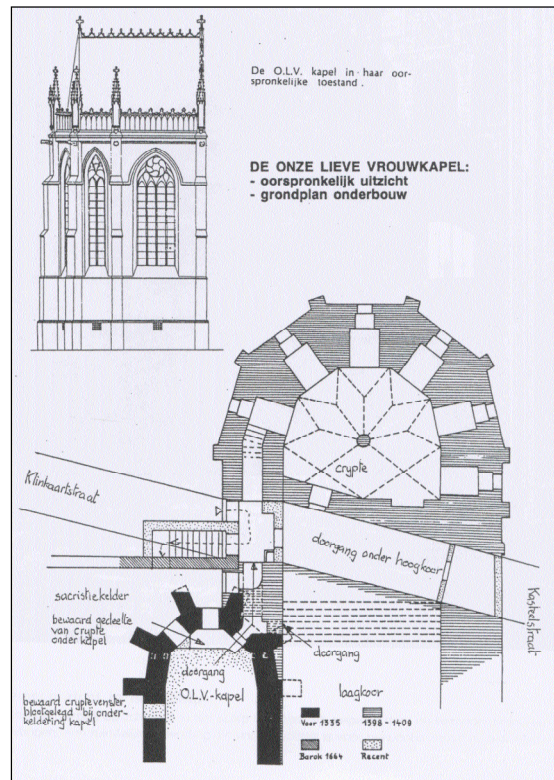 De O.L.V. kapel in haar oor-
spronkelijke toestand.
DE ONZE LIEVE VROUWKAPEL:
- oorspronkelijk uitzicht
- grondplan onderbouw
crypte
Klinkaartstraat
doorgang onder hoogkoor
Kasteelstraat
sacristiekelder
bewaard gedeelte
van crypte
onder kapel
doorgang
O.L.V.-kapel
doorgang
bewaard cryptevenster,
blootgelegd bij onder-
keldering kapel
laagkoor
Voor 1335
1398 - 1409
Barok 1664
Recent